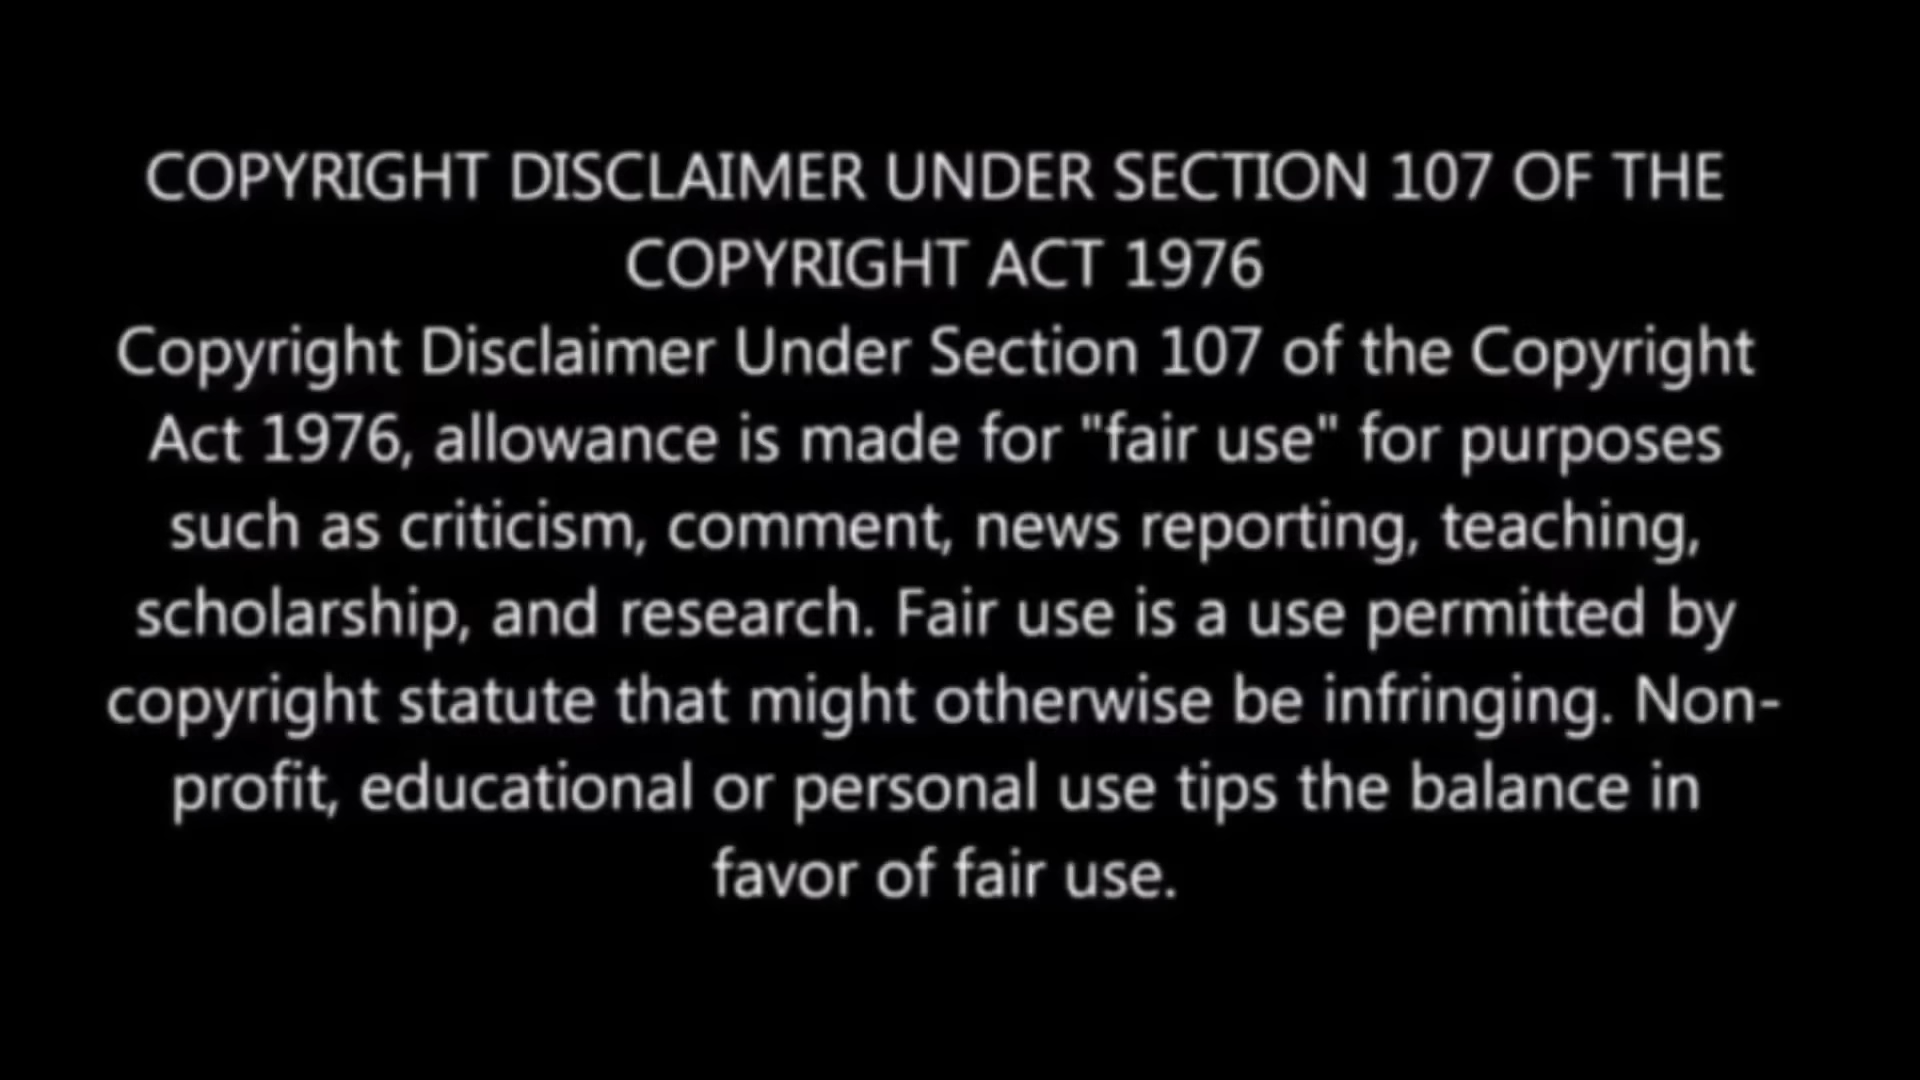 COPYRIGHT DISCLAIMER UNDER SECTION 107 OF THE
COPYRIGHT ACT 1976
Copyright Disclaimer Under Section 107 of the Copyright
Act 1976, allowance is made for "fair use" for purposes
such as criticism, comment, news reporting, teaching,
scholarship, and research. Fair use is a use permitted by
copyright statute that might otherwise be infringing. Non-
profit, educational or personal use tips the balance in
favor of fair use.